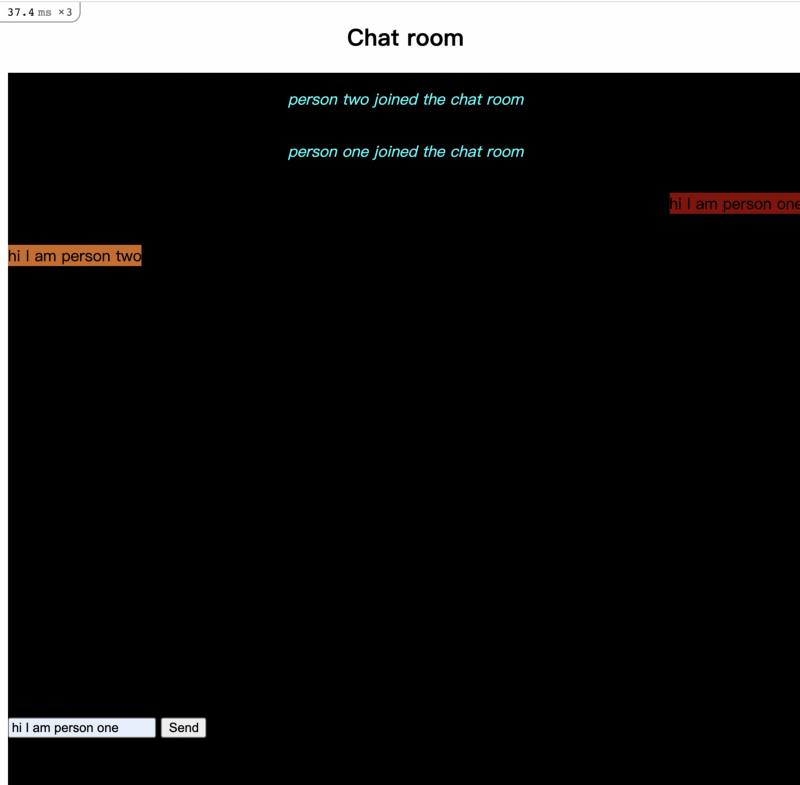 37.4 ms ×3
Chat room
person two joined the chat room
person one joined the chat room
hi I am person one
hi I am person two
hi I am person one Send